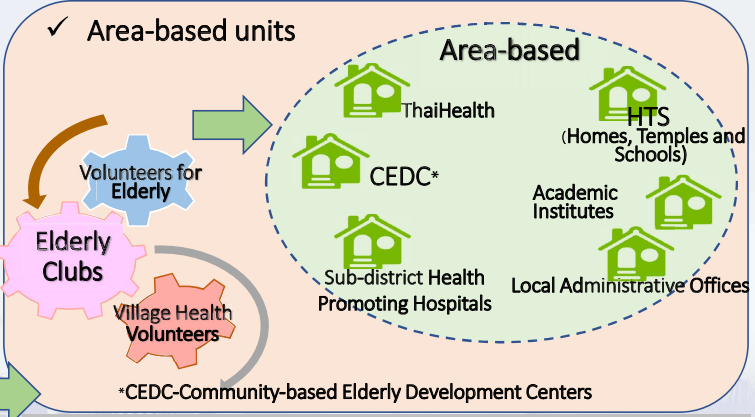 ✓ Area-based units
Area-based
ThaiHealth
HTS
(Homes, Temples and
Schools)
CEDC*
Academic
Institutes
Sub-district Health
Promoting Hospitals
Local Administrative Offices
Volunteers for
Elderly
Elderly
Clubs
Village Health
Volunteers
*CEDC-Community-based Elderly Development Centers